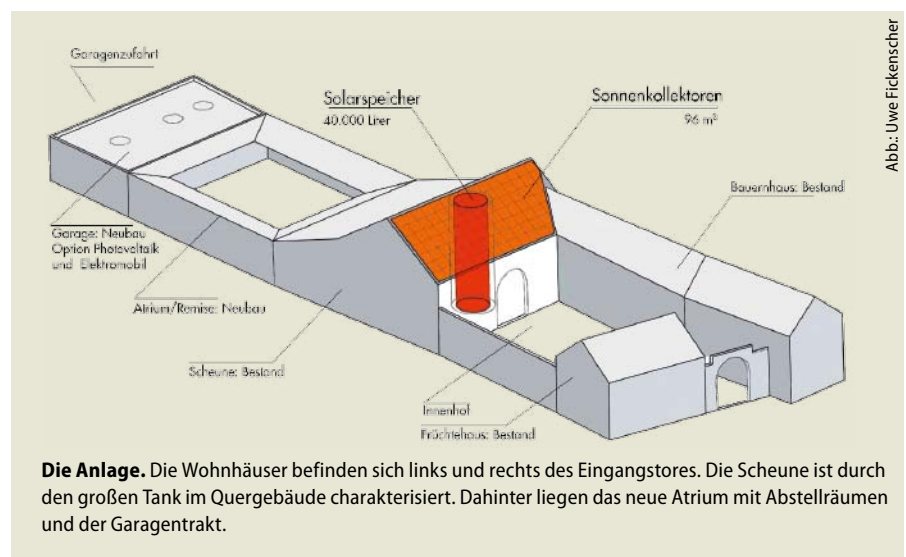 Garagenzufahrt
Solarspeicher
40.000 Liter
Sonnenkollektoren
96 m²
Abb.: Uwe Fickenscher
Bauernhaus: Bestand
Garage: Neubau
Option Photovoltaik
und Elektromobil
Atrium/Remise: Neubau
Scheune: Bestand
Innenhof
Früchtehaus: Bestand
Die Anlage. Die Wohnhäuser befinden sich links und rechts des Eingangstores. Die Scheune ist durch
den großen Tank im Quergebäude charakterisiert. Dahinter liegen das neue Atrium mit Abstellräumen
und der Garagentrakt.